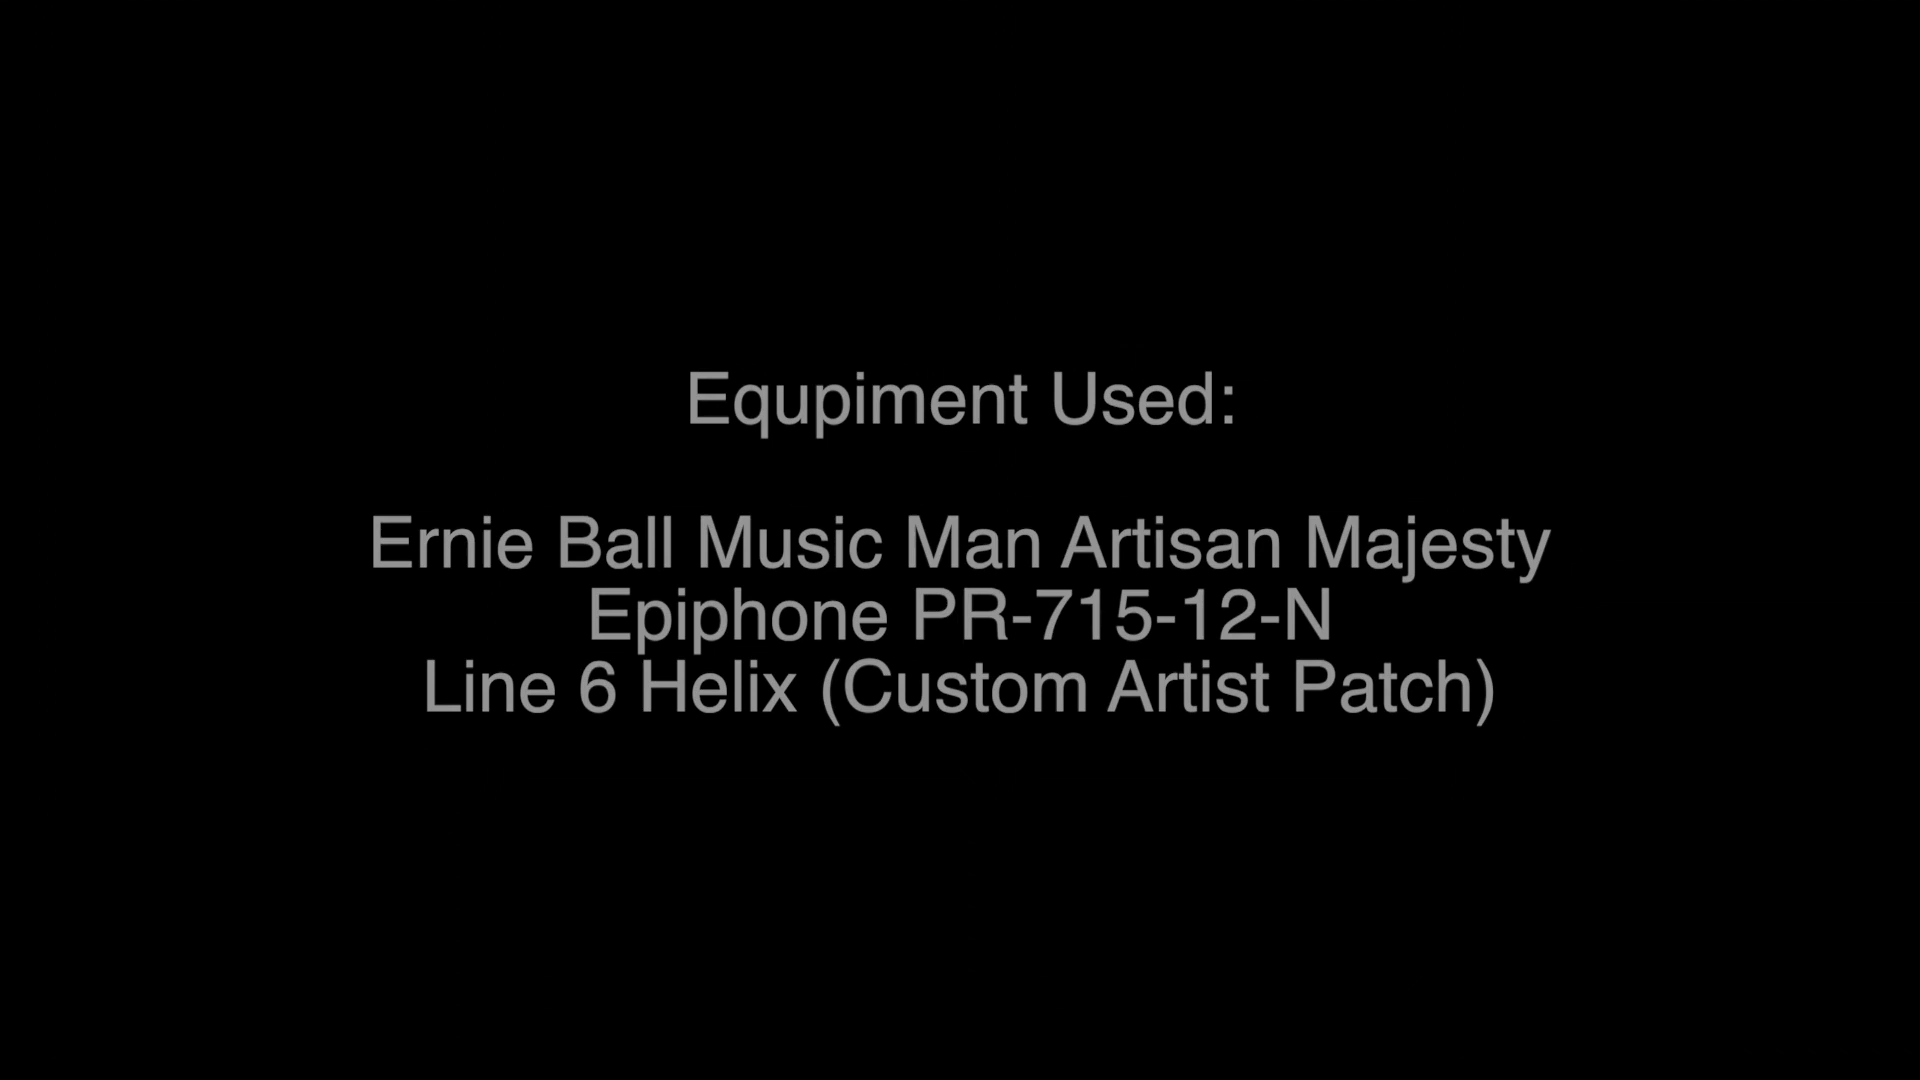 Equpiment Used:
Ernie Ball Music Man Artisan Majesty
Epiphone PR-715-12-N
Line 6 Helix (Custom Artist Patch)